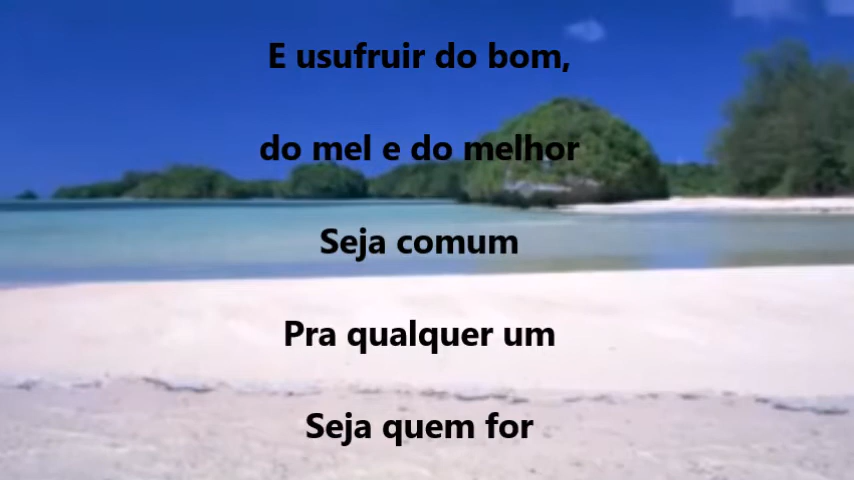 E usufruir do bom,
do mel e do melhor
Seja comum
Pra qualquer um
Seja quem for